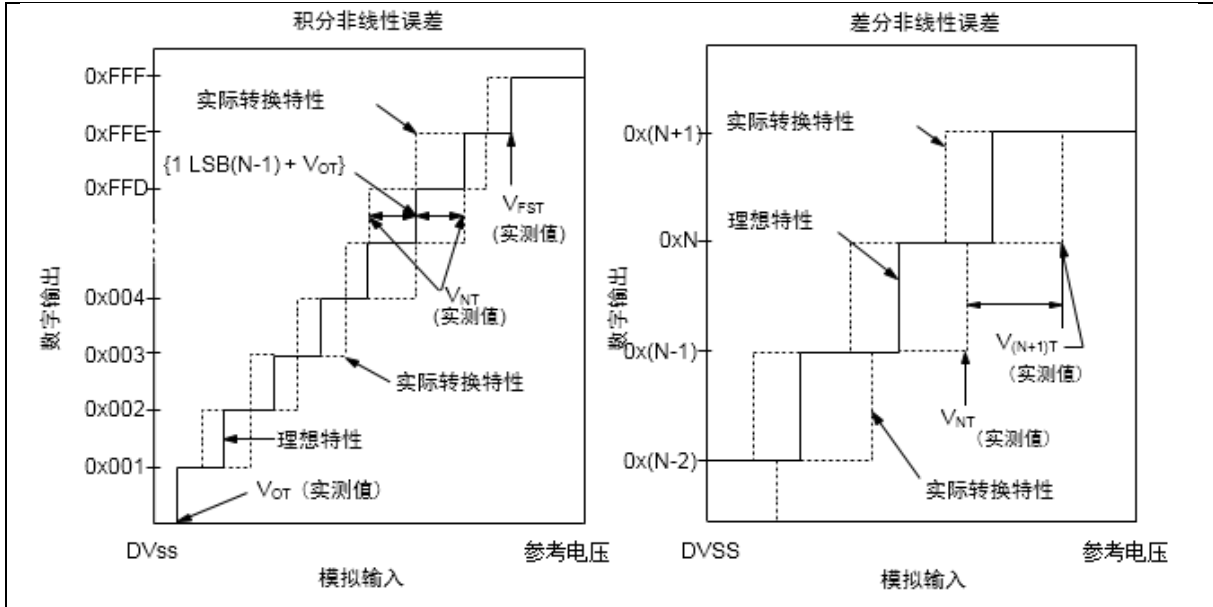 积分非线性误差
0xFFF
0xFFE
0xFFD
0x004
0x003
0x002
0x001
数字输出
实际转换特性
{1 LSB(N-1) + VOT}
VFST
(实测值)
VNT
(实测值)
实际转换特性
理想特性
VOT (实测值)
DVss
参考电压
模拟输入
差分非线性误差
0x(N+1)
0xN
0x(N-1)
0x(N-2)
数字输出
实际转换特性
理想特性
V(N+1)T
(实测值)
VNT
(实测值)
实际转换特性
DVSS
参考电压
模拟输入